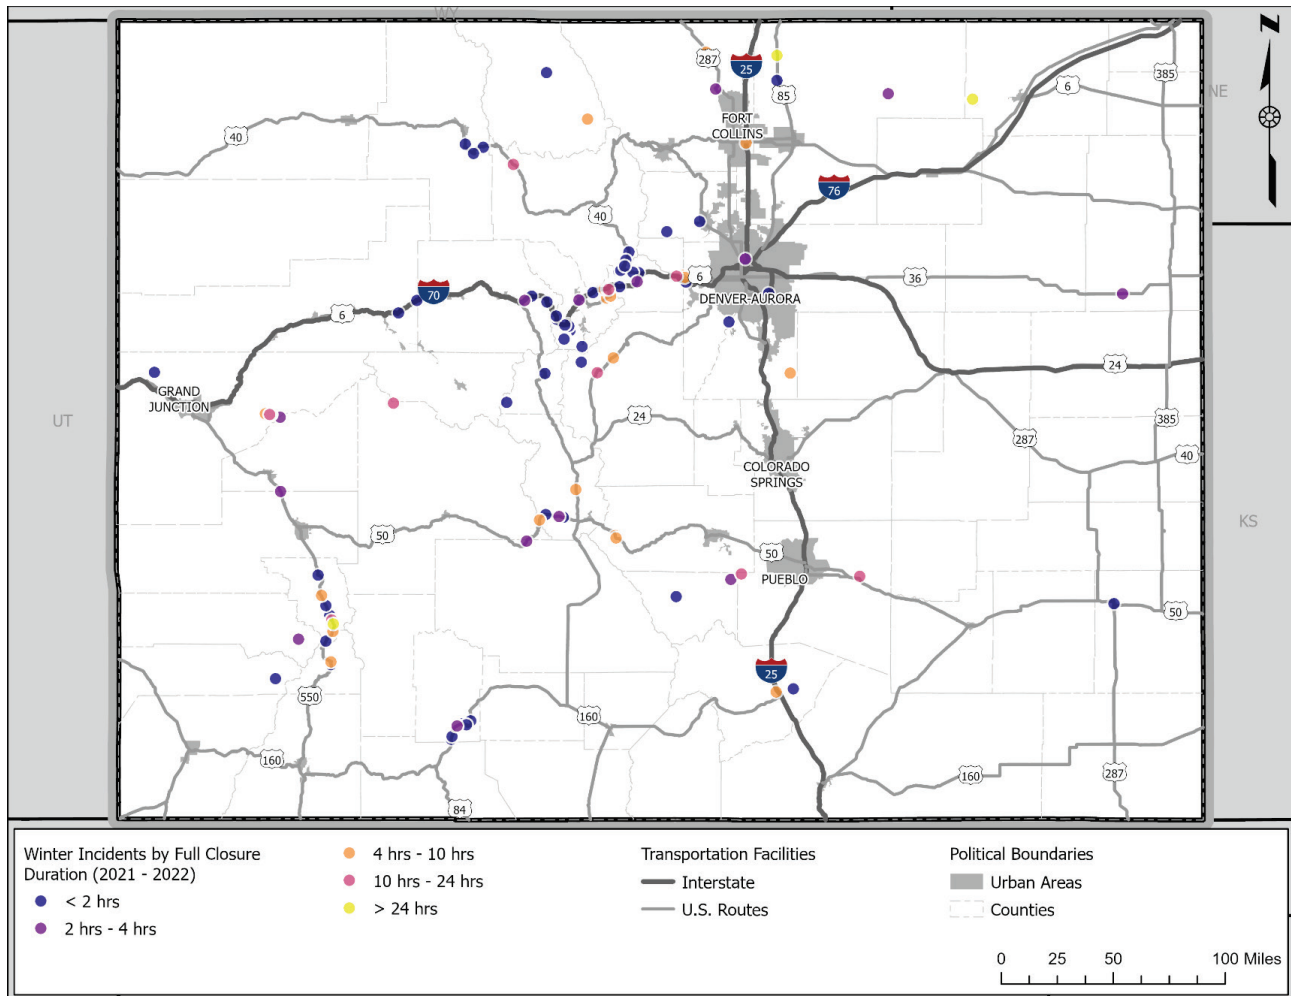 WY
287
25
385
6
NE
85
FORT
COLLINS
40
76
40
6
36
70
DENVER-AURORA
6
24
GRAND
JUNCTION
UT
24
385
287
40
COLORADO
SPRINGS
KS
50
50
PUEBLO
50
25
550
160
160
160
287
84
Winter Incidents by Full Closure
Duration (2021 - 2022)
< 2 hrs
2 hrs - 4 hrs
4 hrs - 10 hrs
10 hrs - 24 hrs
> 24 hrs
Transportation Facilities
Interstate
U.S. Routes
Political Boundaries
Urban Areas
Counties
0 25 50 100 Miles
N